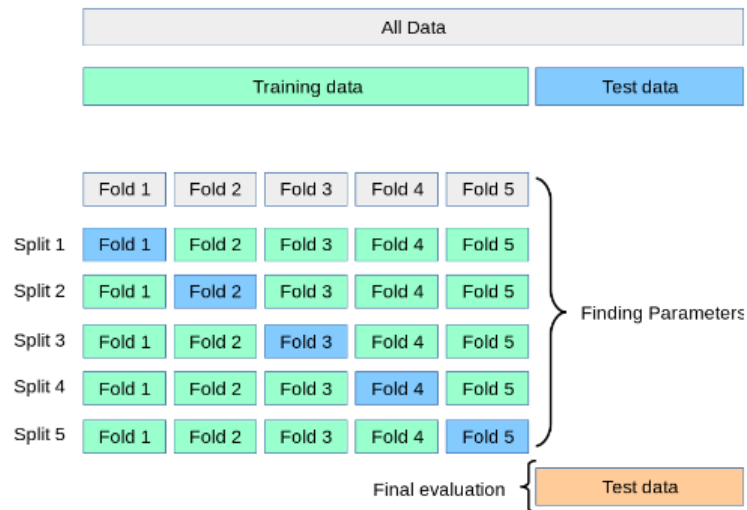 All Data
Training data Test data
Fold 1 Fold 2 Fold 3 Fold 4 Fold 5
Split 1 Fold 1 Fold 2 Fold 3 Fold 4 Fold 5
Split 2 Fold 1 Fold 2 Fold 3 Fold 4 Fold 5
Finding Parameters
Split 3 Fold 1 Fold 2 Fold 3 Fold 4 Fold 5
Split 4 Fold 1 Fold 2 Fold 3 Fold 4 Fold 5
Split 5 Fold 1 Fold 2 Fold 3 Fold 4 Fold 5
Final evaluation Test data